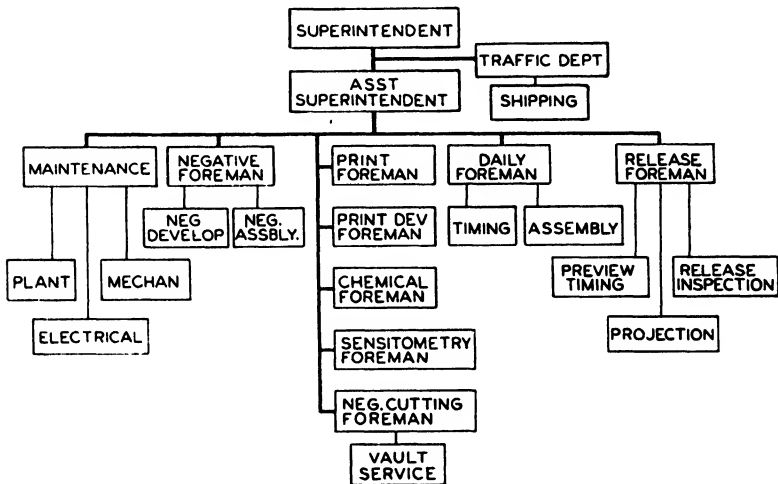 SUPERINTENDENT
TRAFFIC DEPT
ASST
SUPERINTENDENT
SHIPPING
MAINTENANCE
NEGATIVE
FOREMAN
PRINT
FOREMAN
DAILY
FOREMAN
RELEASE
FOREMAN
NEG
DEVELOP
NEG.
ASSBLY.
PRINT DEV
FOREMAN
TIMING
ASSEMBLY
PLANT
MECHAN
CHEMICAL
FOREMAN
PREVIEW
TIMING
RELEASE
INSPECTION
ELECTRICAL
SENSITOMETRY
FOREMAN
PROJECTION
NEG.CUTTING
FOREMAN
VAULT
SERVICE